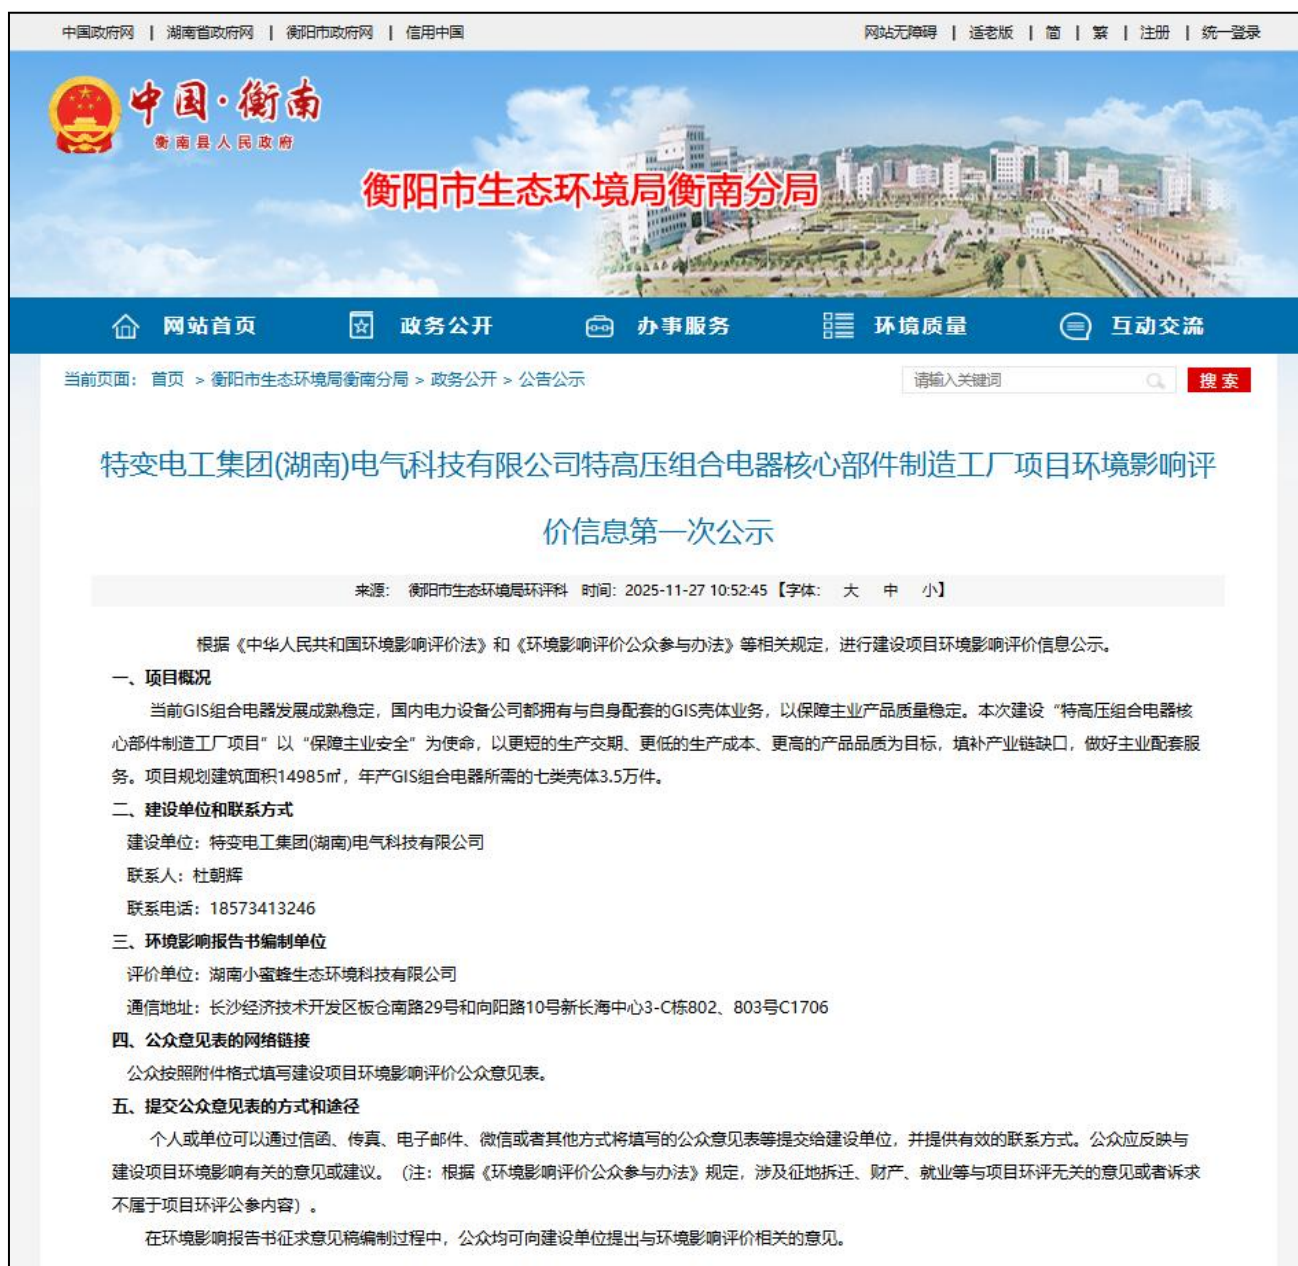 中国政府网 | 湖南省政府网 | 衡阳市政府网 | 信用中国 网站无障碍 | 适老版 | 简 | 繁 | 注册 | 统一登录
中国·衡南
衡南县人民政府
衡阳市生态环境局衡南分局
网站首页 政务公开 办事服务 环境质量 互动交流
当前页面： 首页 > 衡阳市生态环境局衡南分局 > 政务公开 > 公告公示 请输入关键词 搜索
特变电工集团(湖南)电气科技有限公司特高压组合电器核心部件制造工厂项目环境影响评
价信息第一次公示
来源： 衡阳市生态环境局环评科 时间：2025-11-27 10:52:45【字体： 大 中 小】
根据《中华人民共和国环境影响评价法》和《环境影响评价公众参与办法》等相关规定，进行建设项目环境影响评价信息公示。
一、项目概况
当前GIS组合电器发展成熟稳定，国内电力设备公司都拥有与自身配套的GIS壳体业务，以保障主业产品质量稳定。本次建设“特高压组合电器核
心部件制造工厂项目”以“保障主业安全”为使命，以更短的生产交期、更低的生产成本、更高的产品品质为目标，填补产业链缺口，做好主业配套服
务。项目规划建筑面积14985㎡，年产GIS组合电器所需的七类壳体3.5万件。
二、建设单位和联系方式
建设单位：特变电工集团(湖南)电气科技有限公司
联系人：杜朝辉
联系电话：18573413246
三、环境影响报告书编制单位
评价单位：湖南小蜜蜂生态环境科技有限公司
通信地址：长沙经济技术开发区板仓南路29号和向阳路10号新长海中心3-C栋802、803号C1706
四、公众意见表的网络链接
公众按照附件格式填写建设项目环境影响评价公众意见表。
五、提交公众意见表的方式和途径
个人或单位可以通过信函、传真、电子邮件、微信或者其他方式将填写的公众意见表等提交给建设单位，并提供有效的联系方式。公众应反映与
建设项目环境影响有关的意见或建议。（注：根据《环境影响评价公众参与办法》规定，涉及征地拆迁、财产、就业等与项目环评无关的意见或者诉求
不属于项目环评公参内容）。
在环境影响报告书征求意见稿编制过程中，公众均可向建设单位提出与环境影响评价相关的意见。